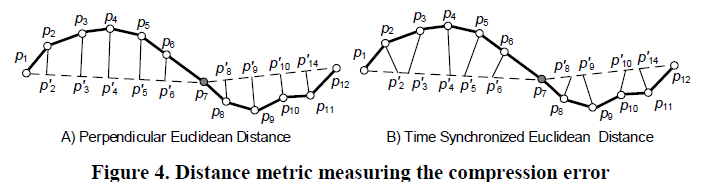 p1 p2 p3 p4 p5 p6 p7 p8 p9 p10 p11 p12
p'2 p'3 p'4 p'5 p'6 p'8 p'9 p'10 p'14
A) Perpendicular Euclidean Distance
p1 p2 p3 p4 p5 p6 p7 p8 p9 p10 p11 p12
p'2 p'3 p'4 p'5 p'6 p'8 p'9 p'10 p'14
B) Time Synchronized Euclidean Distance
Figure 4. Distance metric measuring the compression error